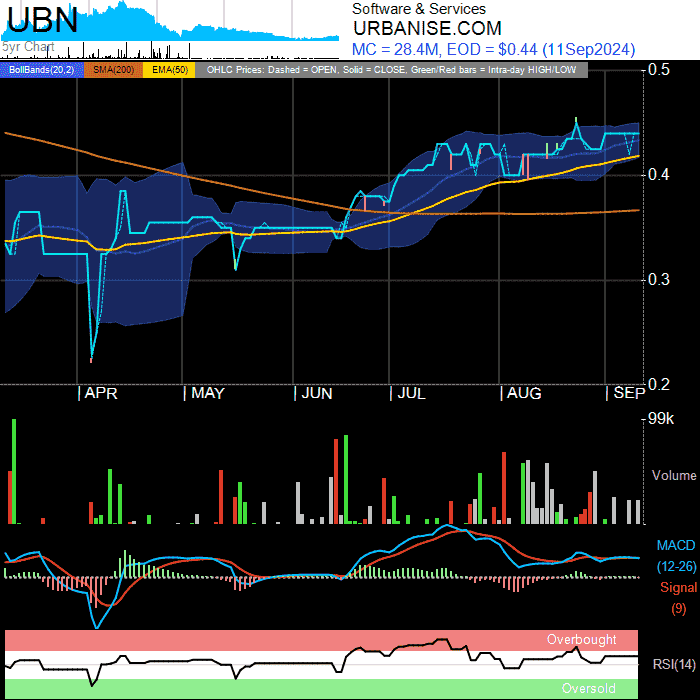 UBN
Software & Services
URBANISE.COM
5yr Chart
MC = 28.4M, EOD = $0.44 (11Sep2024)
BollBands(20,2) SMA(200) EMA(50) OHLC Prices: Dashed = OPEN, Solid = CLOSE, Green/Red bars = Intra-day HIGH/LOW
0.5
0.4
0.3
0.2
APR MAY JUN JUL AUG SEP
99k
Volume
MACD
(12-26)
Signal
(9)
Overbought
RSI(14)
Oversold